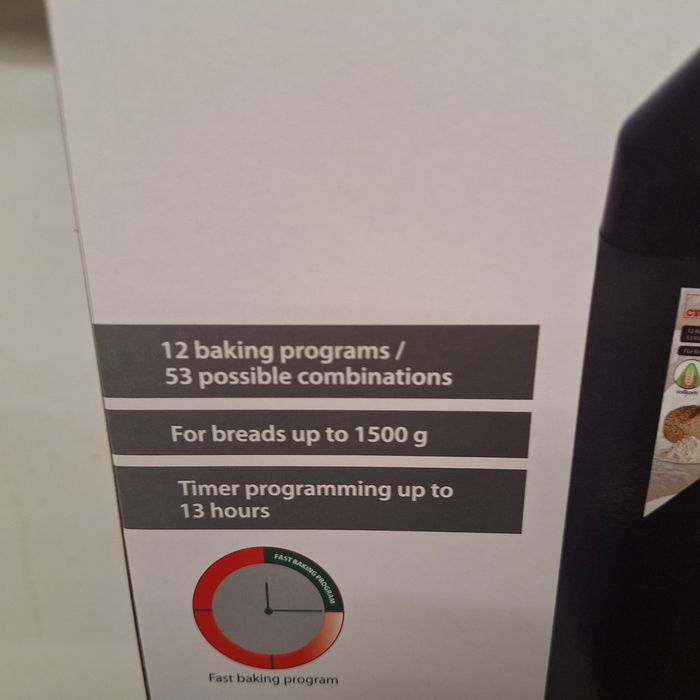 12 baking programs /
53 possible combinations
For breads up to 1500 g
Timer programming up to
13 hours
FAST BAKING PROGRAM
Fast baking program